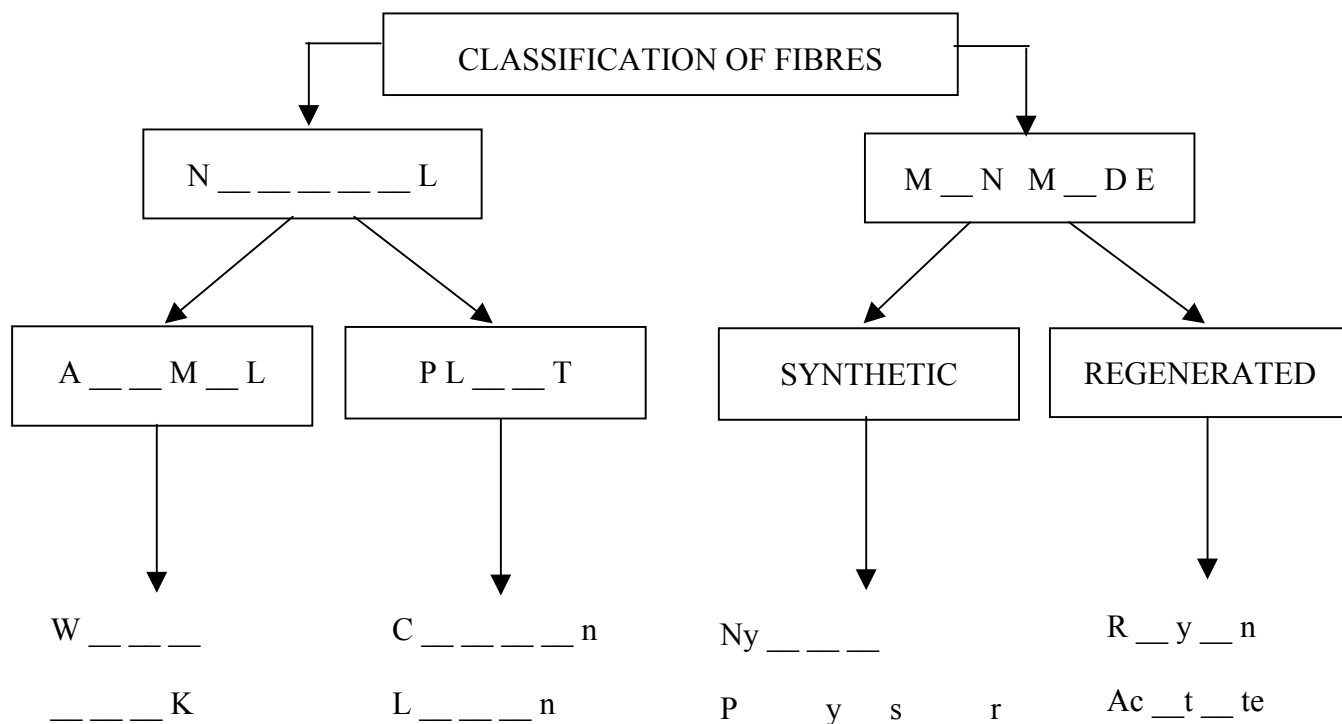 CLASSIFICATION OF FIBRES
N __ __ __ __ __ L
M __ N M __ D E
A __ __ M __ L
P L __ __ T
SYNTHETIC
REGENERATED
W __ __ __
C __ __ __ __ n
Ny __ __ __
R __ y __ n
__ __ __ K
L __ __ __ n
P y s r
Ac __t __ te